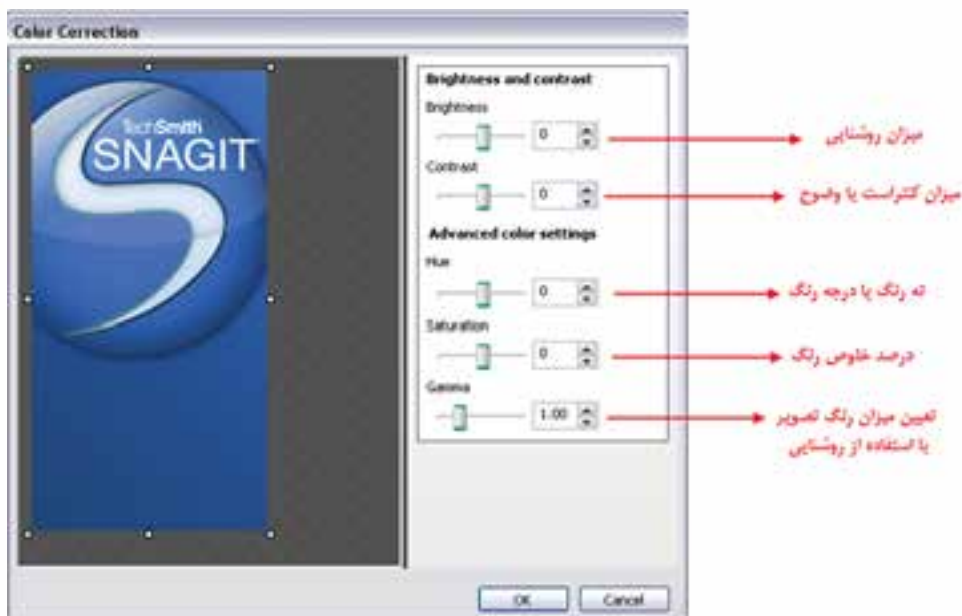 Color Correction
TechSmith
SNAGIT
Brightness and contrast
Brightness
0
میزان روشنایی
Contrast
0
میزان کنتراست یا وضوح
Advanced color settings
Hue
0
ته رنگ یا درجه رنگ
Saturation
0
درصد خلوص رنگ
Gamma
1.00
تعیین میزان رنگ تصویر
با استفاده از روشنایی
OK
Cancel